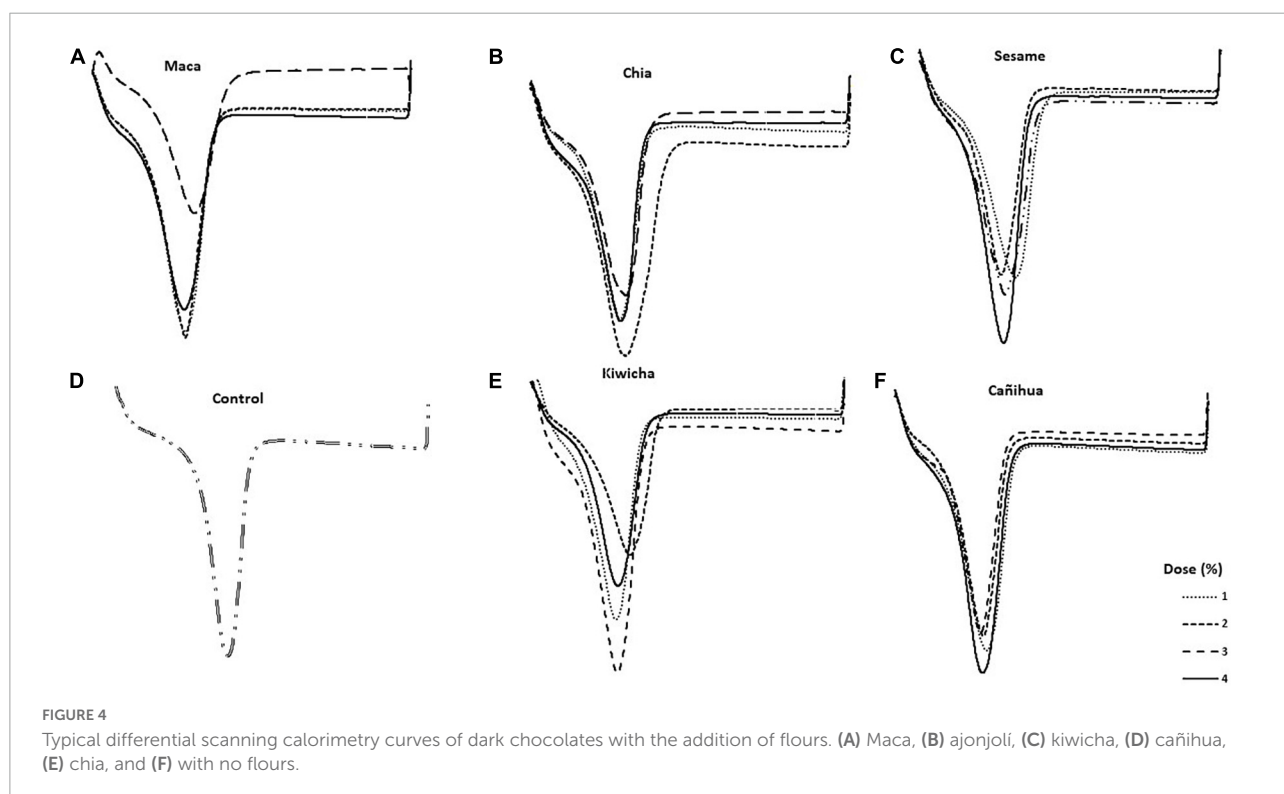 A
Maca
B
Chia
C
Sesame
D
Control
E
Kiwicha
F
Cañihua
Dose (%)
1
2
3
4
FIGURE 4
Typical differential scanning calorimetry curves of dark chocolates with the addition of flours. (A) Maca, (B) ajonjolí, (C) kiwicha, (D) cañihua,
(E) chia, and (F) with no flours.